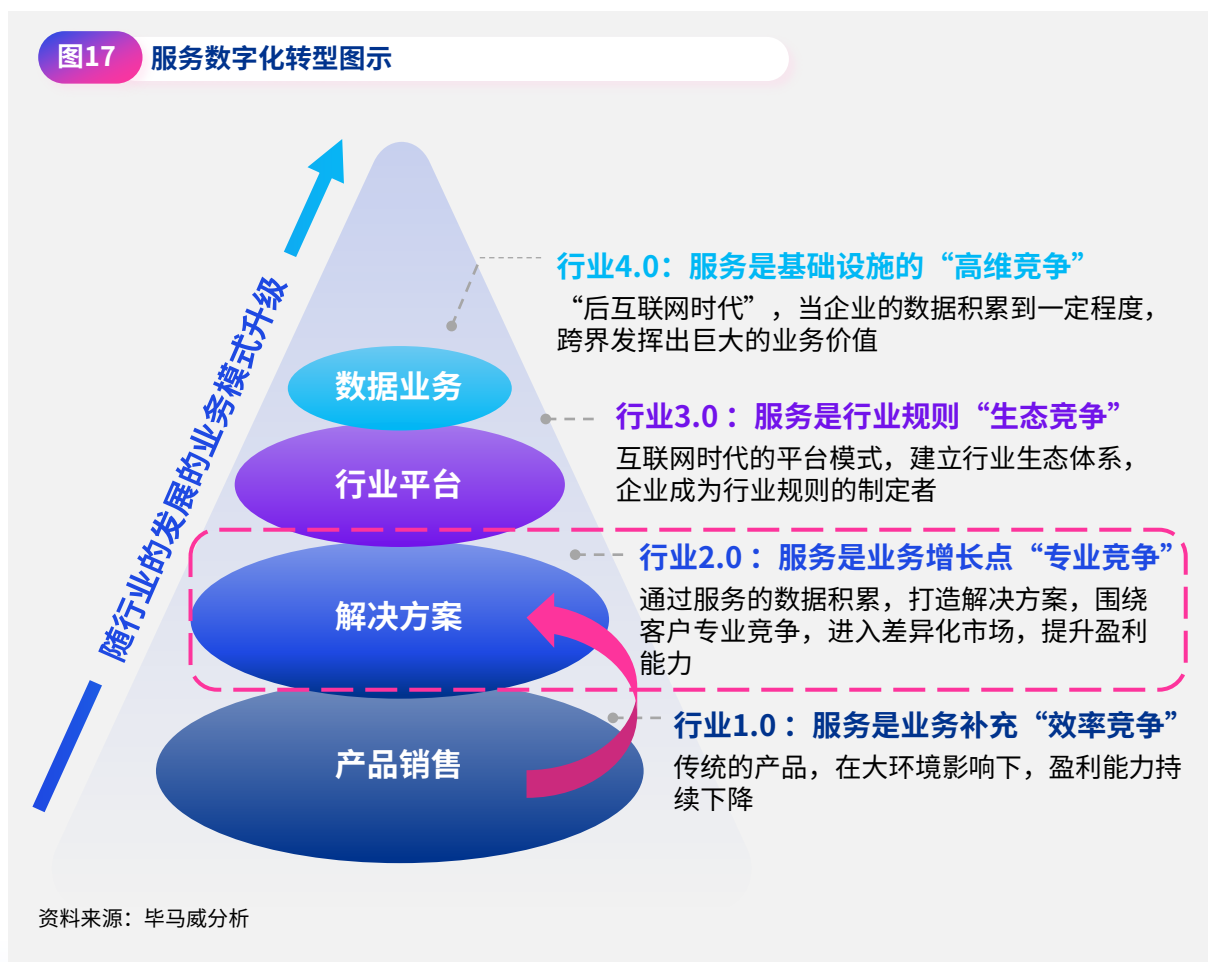 图17 服务数字化转型图示
随行业的发展的业务模式升级
行业4.0：服务是基础设施的“高维竞争”
“后互联网时代”，当企业的数据积累到一定程度，
跨界发挥出巨大的业务价值
数据业务
行业3.0：服务是行业规则“生态竞争”
互联网时代的平台模式，建立行业生态体系，
企业成为行业规则的制定者
行业平台
行业2.0：服务是业务增长点“专业竞争”
通过服务的数据积累，打造解决方案，围绕
客户专业竞争，进入差异化市场，提升盈利
能力
解决方案
行业1.0：服务是业务补充“效率竞争”
传统的产品，在大环境影响下，盈利能力持
续下降
产品销售
资料来源：毕马威分析